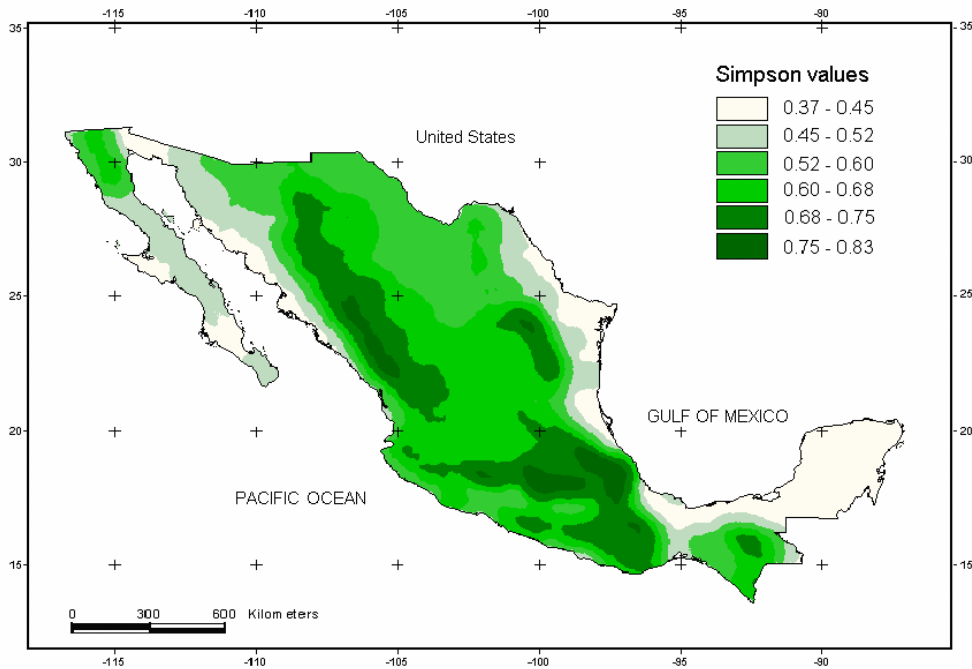 -115 -110 -105 -100 -95 -90
35 35
Simpson values
0.37 - 0.45
United States
0.45 - 0.52
30 30
0.52 - 0.60
0.60 - 0.68
0.68 - 0.75
0.75 - 0.83
25 25
GULF OF MEXICO
20 20
PACIFIC OCEAN
15 15
0 300 600 Kilometers
-115 -110 -105 -100 -95 -90